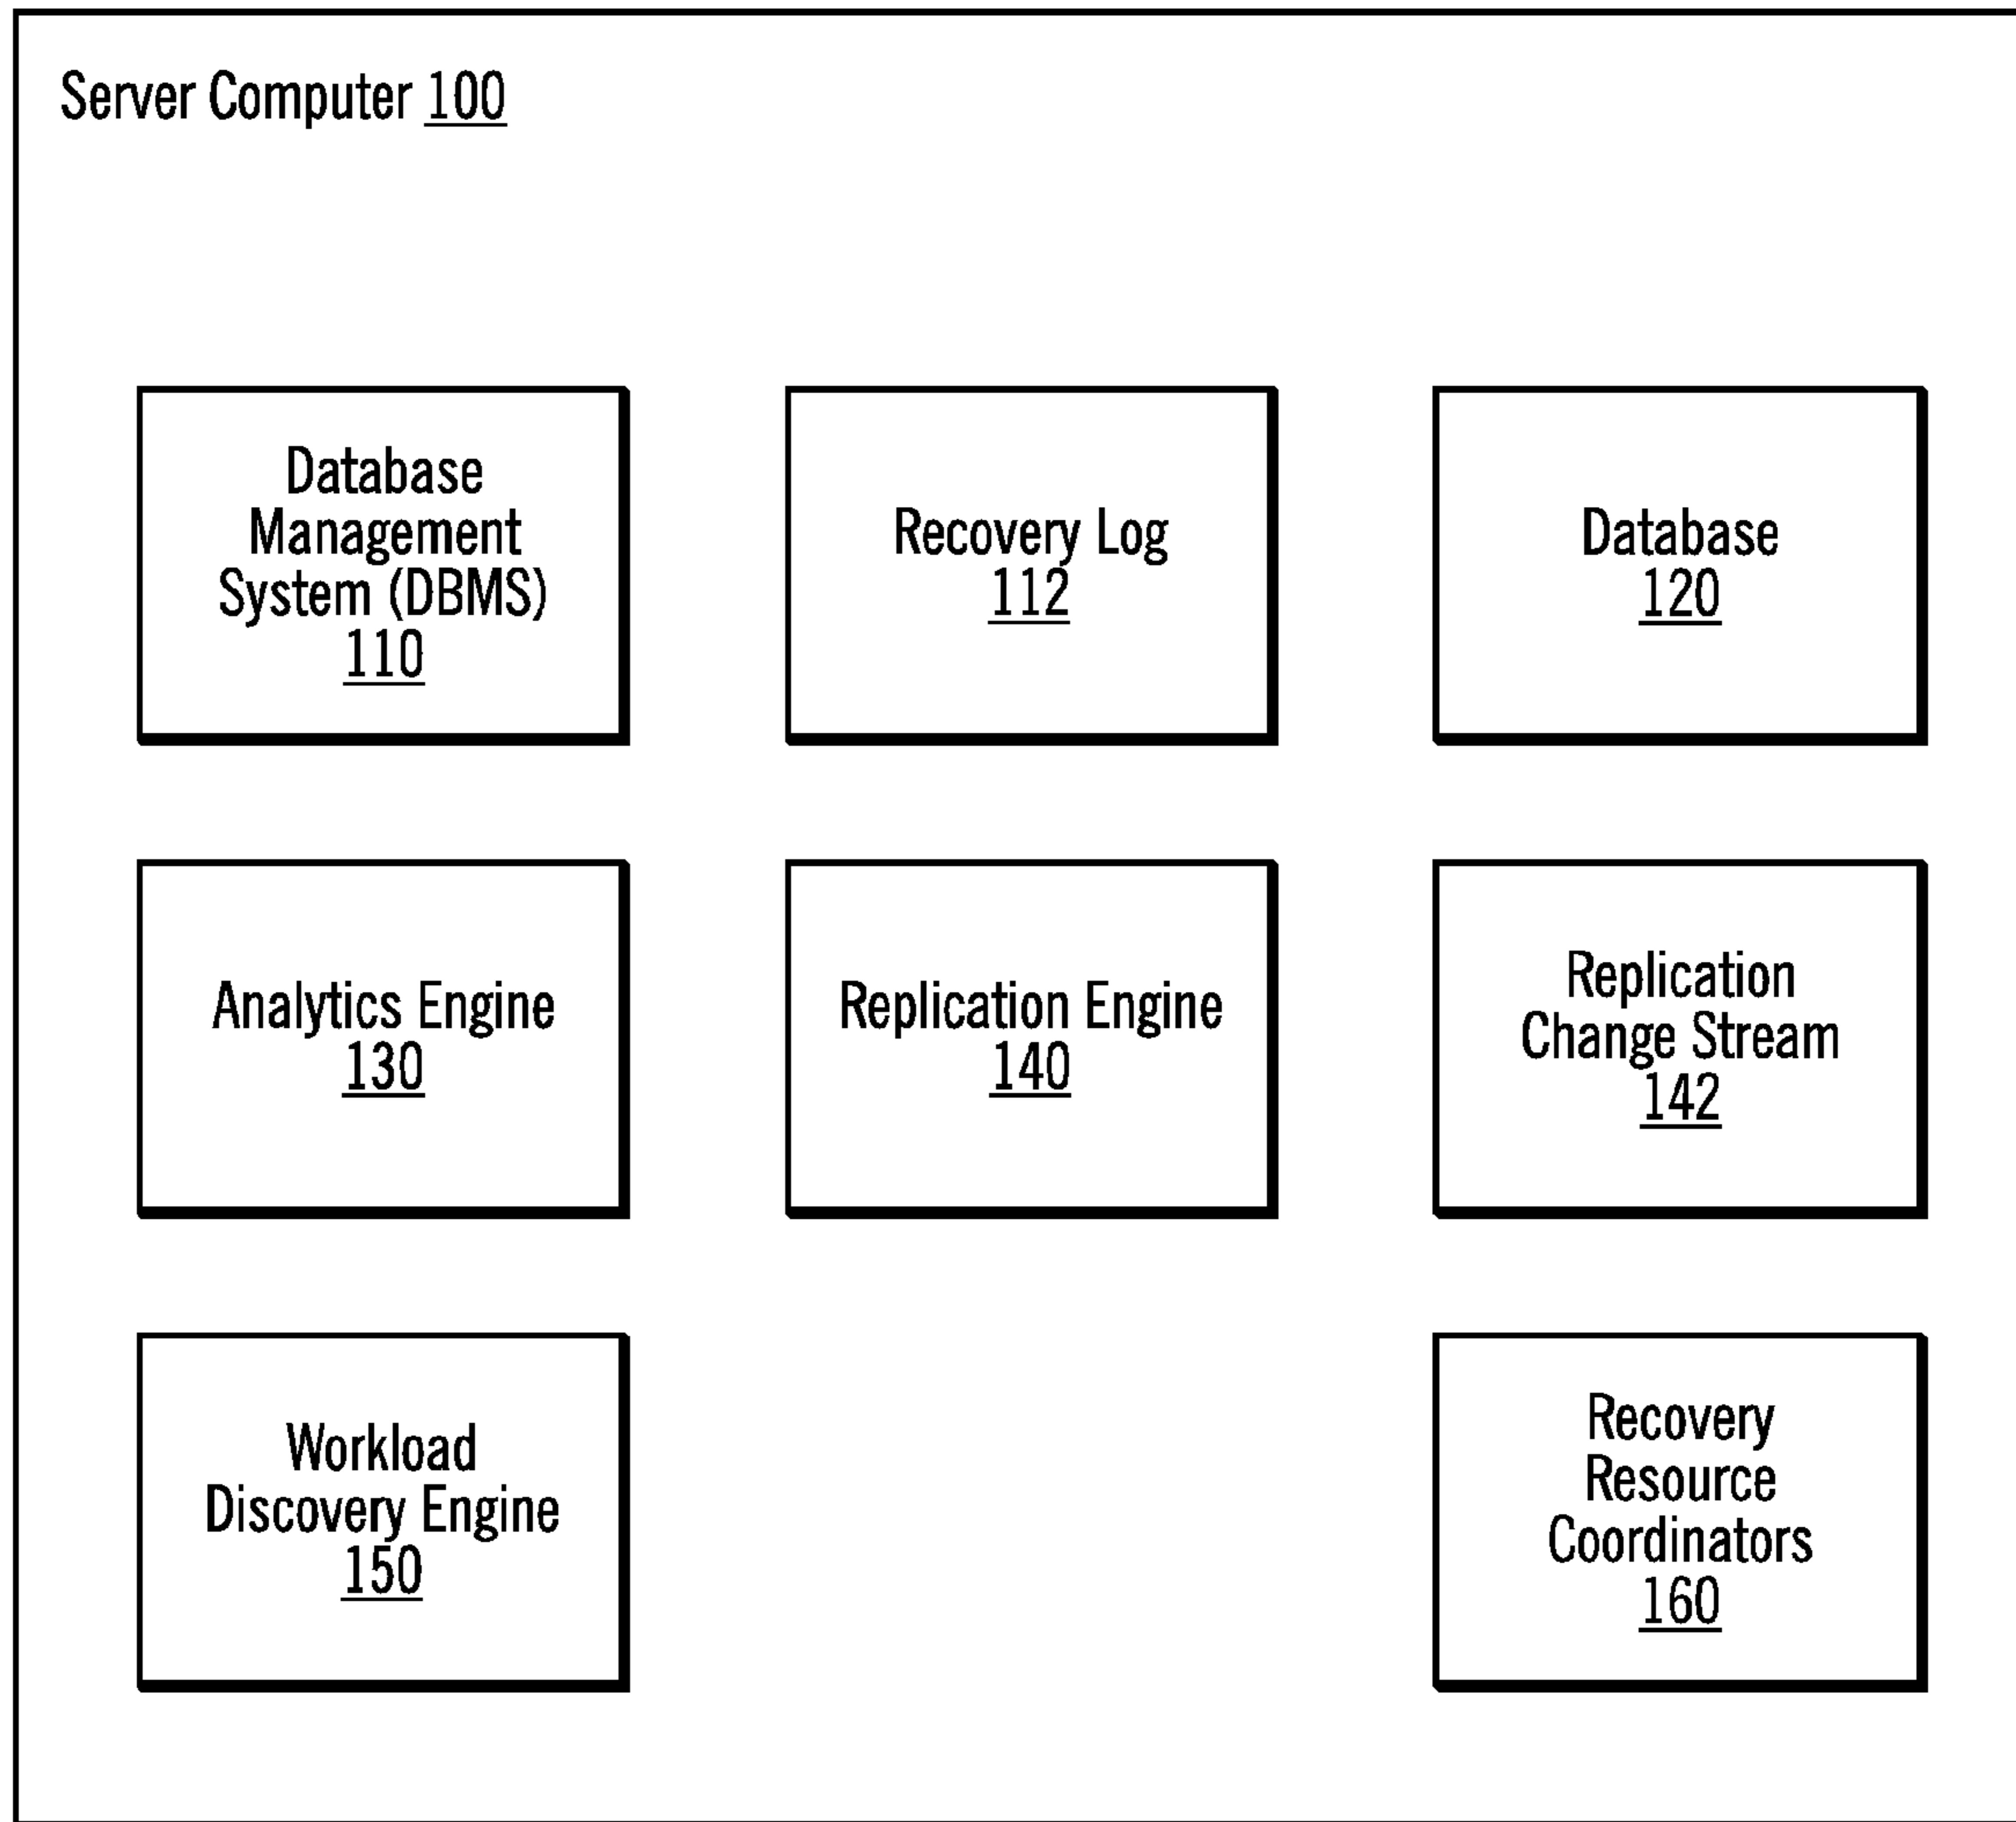 Server Computer 100
Database
Management
System (DBMS)
110
Recovery Log
112
Database
120
Analytics Engine
130
Replication Engine
140
Replication
Change Stream
142
Workload
Discovery Engine
150
Recovery
Resource
Coordinators
160